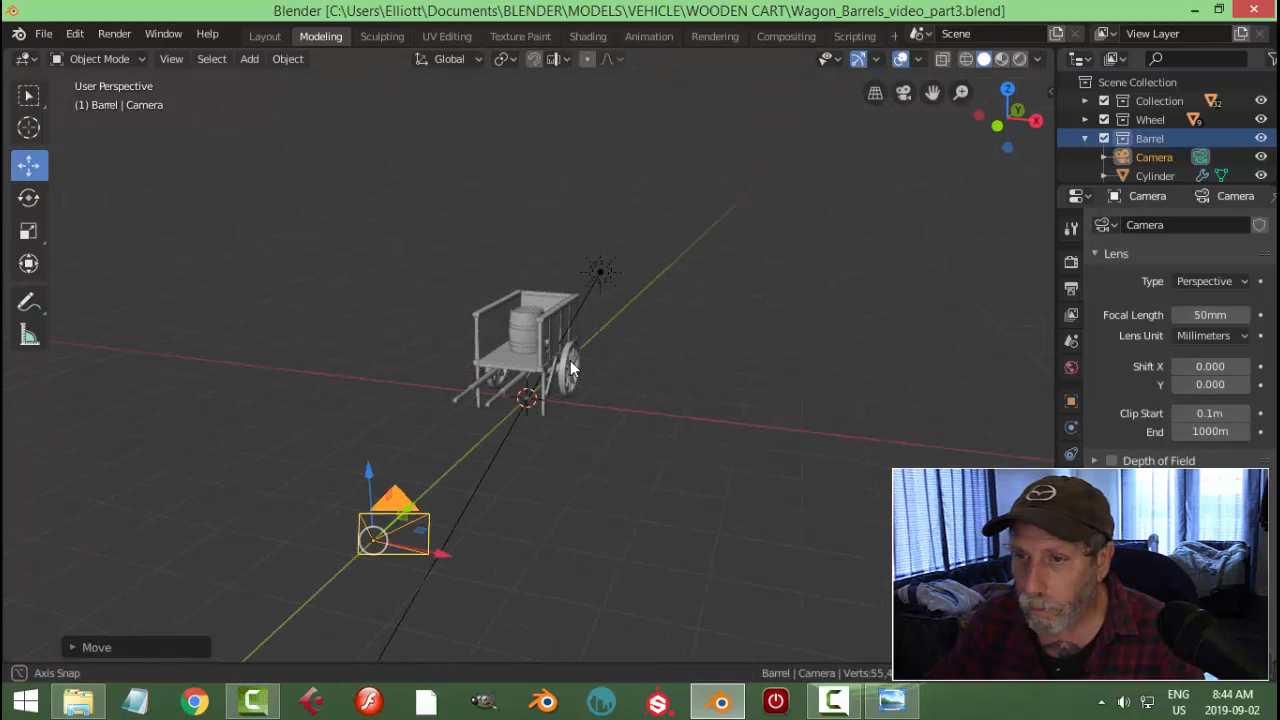 Blender [C:\Users\Elliott\Documents\BLENDER\MODELS\VEHICLE\WOODEN CART\Wagon_Barrels_video_part3.blend]
File Edit Render Window Help Layout Modeling Sculpting UV Editing Texture Paint Shading Animation Rendering Compositing Scripting + Scene View Layer
Object Mode View Select Add Object Global
User Perspective
(1) Barrel | Camera
Z
Y
X
Scene Collection
Collection 32
Wheel 9
Barrel
Camera
Cylinder
Camera Camera
Camera
Lens
Type Perspective
Focal Length 50mm
Lens Unit Millimeters
Shift X 0.000
Y 0.000
Clip Start 0.1m
End 1000m
Depth of Field
Move
Axis Snap
Barrel | Camera | Verts:55,4
ENG
US
8:44 AM
2019-09-02